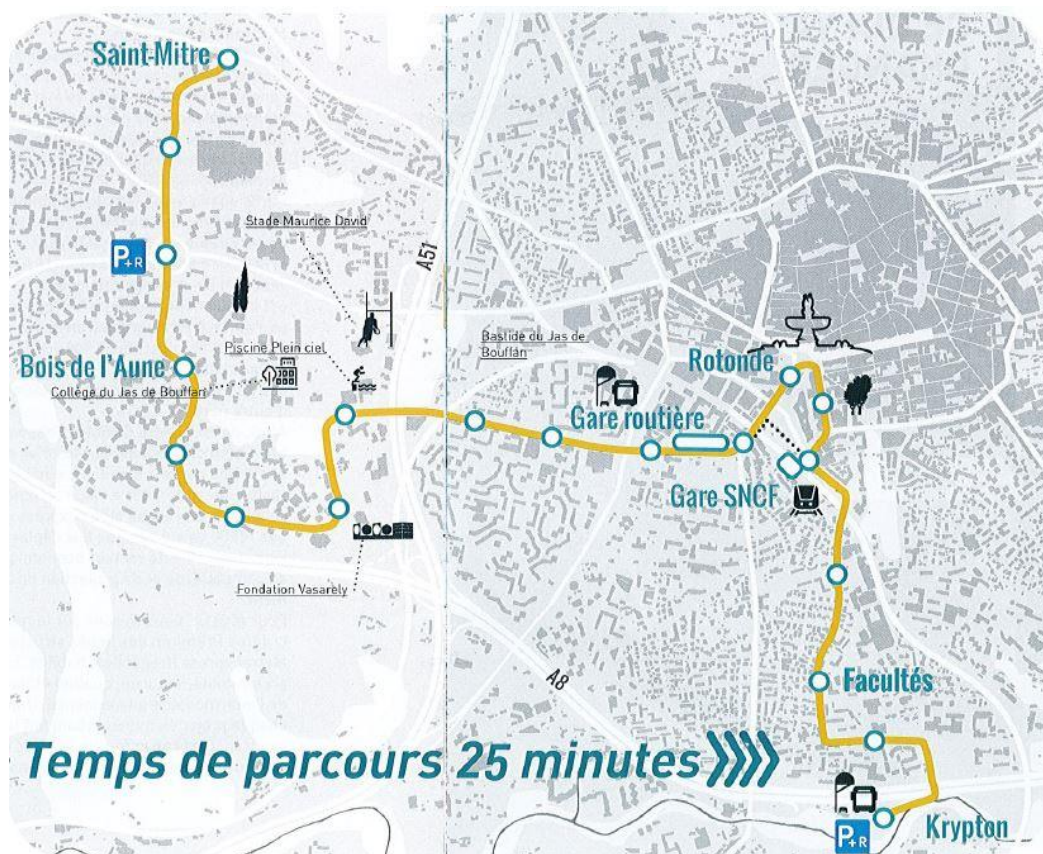 Saint-Mitre
Stade Maurice David
P+R
A51
Piscine Plein ciel
Bastide du Jas de
Bouffan
Bois de l'Aune
Collège du Jas de Bouffan
Rotonde
Gare routière
Gare SNCF
Fondation Vasarely
A8
Facultés
Temps de parcours 25 minutes
P+R
Krypton